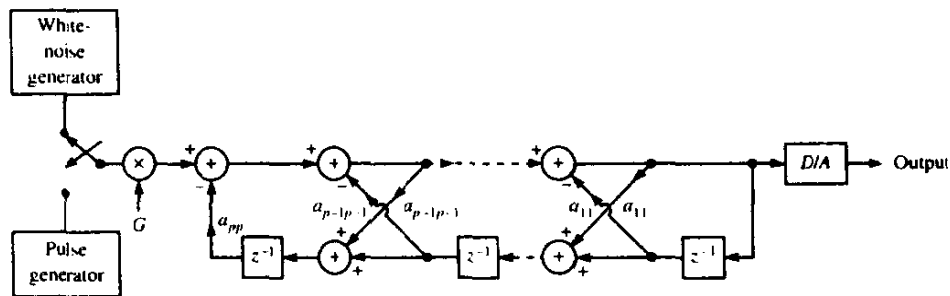 White-
noise
generator
+
+
+
+
+
+
D/A
Output
×
−
−
−
G
a_pp
a_p-1p-1
a_p-1p-1
a_11
a_11
+
+
+
+
Pulse
generator
z^-1
+
+
z^-1
z^-1